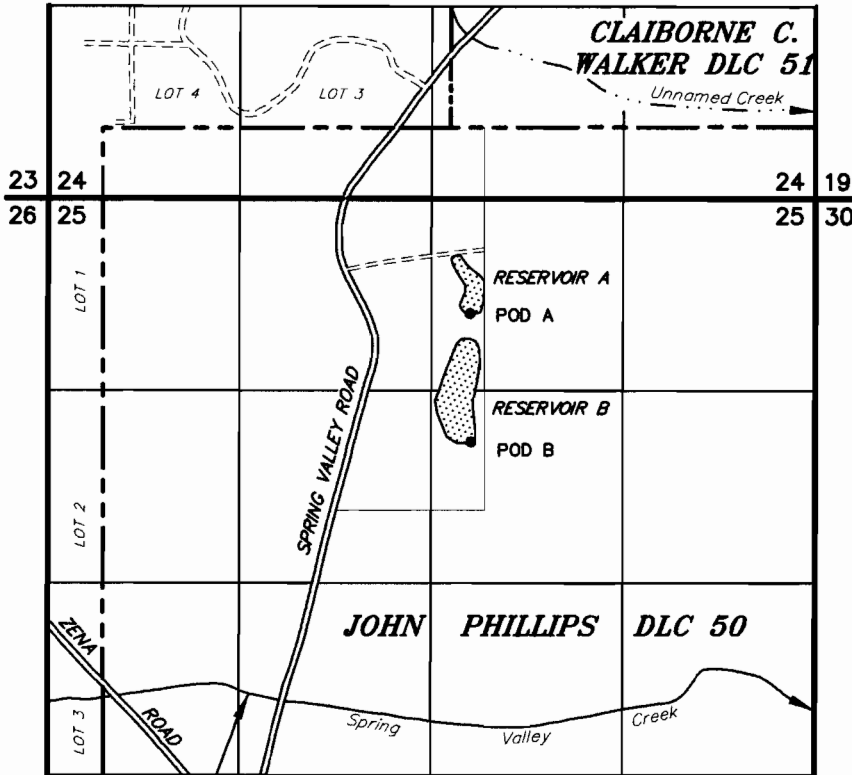 CLAIBORNE C.
WALKER DLC 51
LOT 4
LOT 3
Unnamed Creek
23 24
24 19
26 25
25 30
LOT 1
RESERVOIR A
POD A
SPRING VALLEY ROAD
RESERVOIR B
POD B
LOT 2
JOHN PHILLIPS DLC 50
ZENA ROAD
Spring Valley Creek
LOT 3